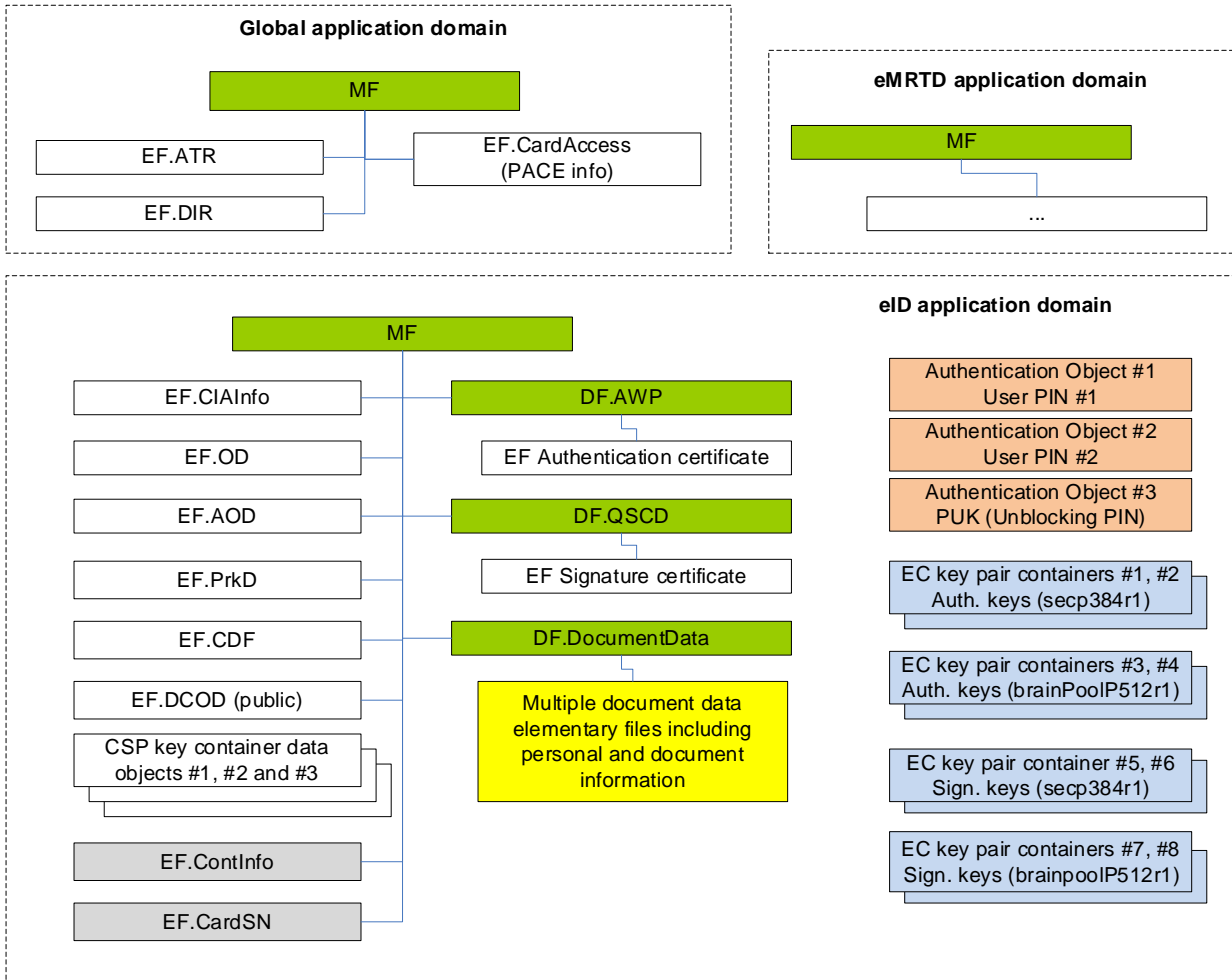 Global application domain
MF
EF.ATR
EF.CardAccess
(PACE info)
EF.DIR
eMRTD application domain
MF
...
eID application domain
MF
EF.CIAInfo
EF.OD
EF.AOD
EF.PrkD
EF.CDF
EF.DCOD (public)
CSP key container data
objects #1, #2 and #3
EF.ContInfo
EF.CardSN
DF.AWP
EF Authentication certificate
DF.QSCD
EF Signature certificate
DF.DocumentData
Multiple document data
elementary files including
personal and document
information
Authentication Object #1
User PIN #1
Authentication Object #2
User PIN #2
Authentication Object #3
PUK (Unblocking PIN)
EC key pair containers #1, #2
Auth. keys (secp384r1)
EC key pair containers #3, #4
Auth. keys (brainPoolP512r1)
EC key pair container #5, #6
Sign. keys (secp384r1)
EC key pair containers #7, #8
Sign. keys (brainpoolP512r1)